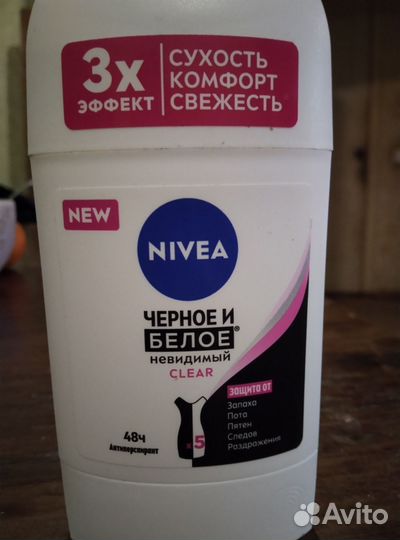 3x
ЭФФЕКТ
СУХОСТЬ
КОМФОРТ
СВЕЖЕСТЬ
NEW
NIVEA
ЧЕРНОЕ И
БЕЛОЕ®
невидимый
CLEAR
защита от
Запаха
Пота
Пятен
Следов
Раздражения
x5
48ч
Антиперспирант
Avito